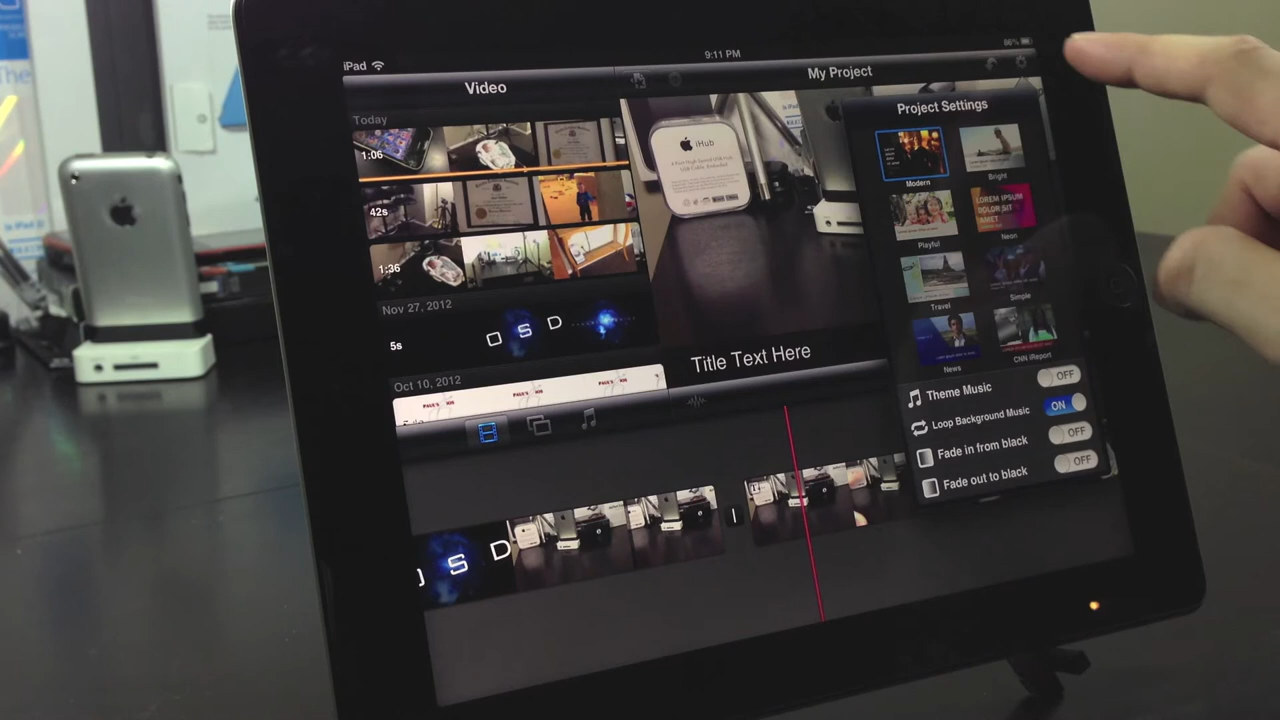 The
iPad
9:11 PM
86%
Video
My Project
Today
1:06
42s
1:36
Nov 27, 2012
5s
O S D
Oct 10, 2012
iHub
Title Text Here
Project Settings
Modern
Bright
LOREM IPSUM
DOLOR SIT
AMET
Playful
Neon
Travel
Simple
News
CNN iReport
Theme Music
OFF
Loop Background Music
ON
Fade in from black
OFF
Fade out to black
OFF
S D